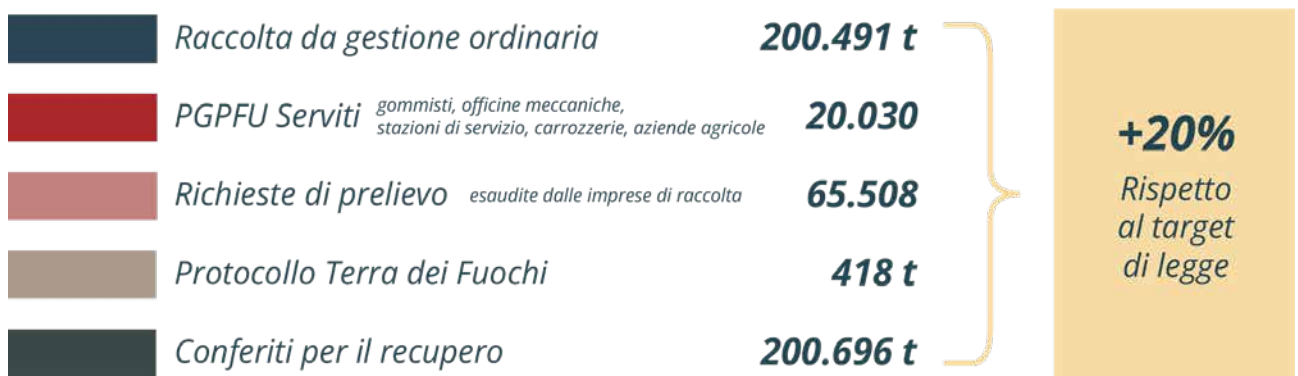 Raccolta da gestione ordinaria 200.491 t
PGPFU Serviti gommisti, officine meccaniche,
stazioni di servizio, carrozzerie, aziende agricole 20.030
Richieste di prelievo esaudite dalle imprese di raccolta 65.508
Protocollo Terra dei Fuochi 418 t
Conferiti per il recupero 200.696 t
+20%
Rispetto
al target
di legge